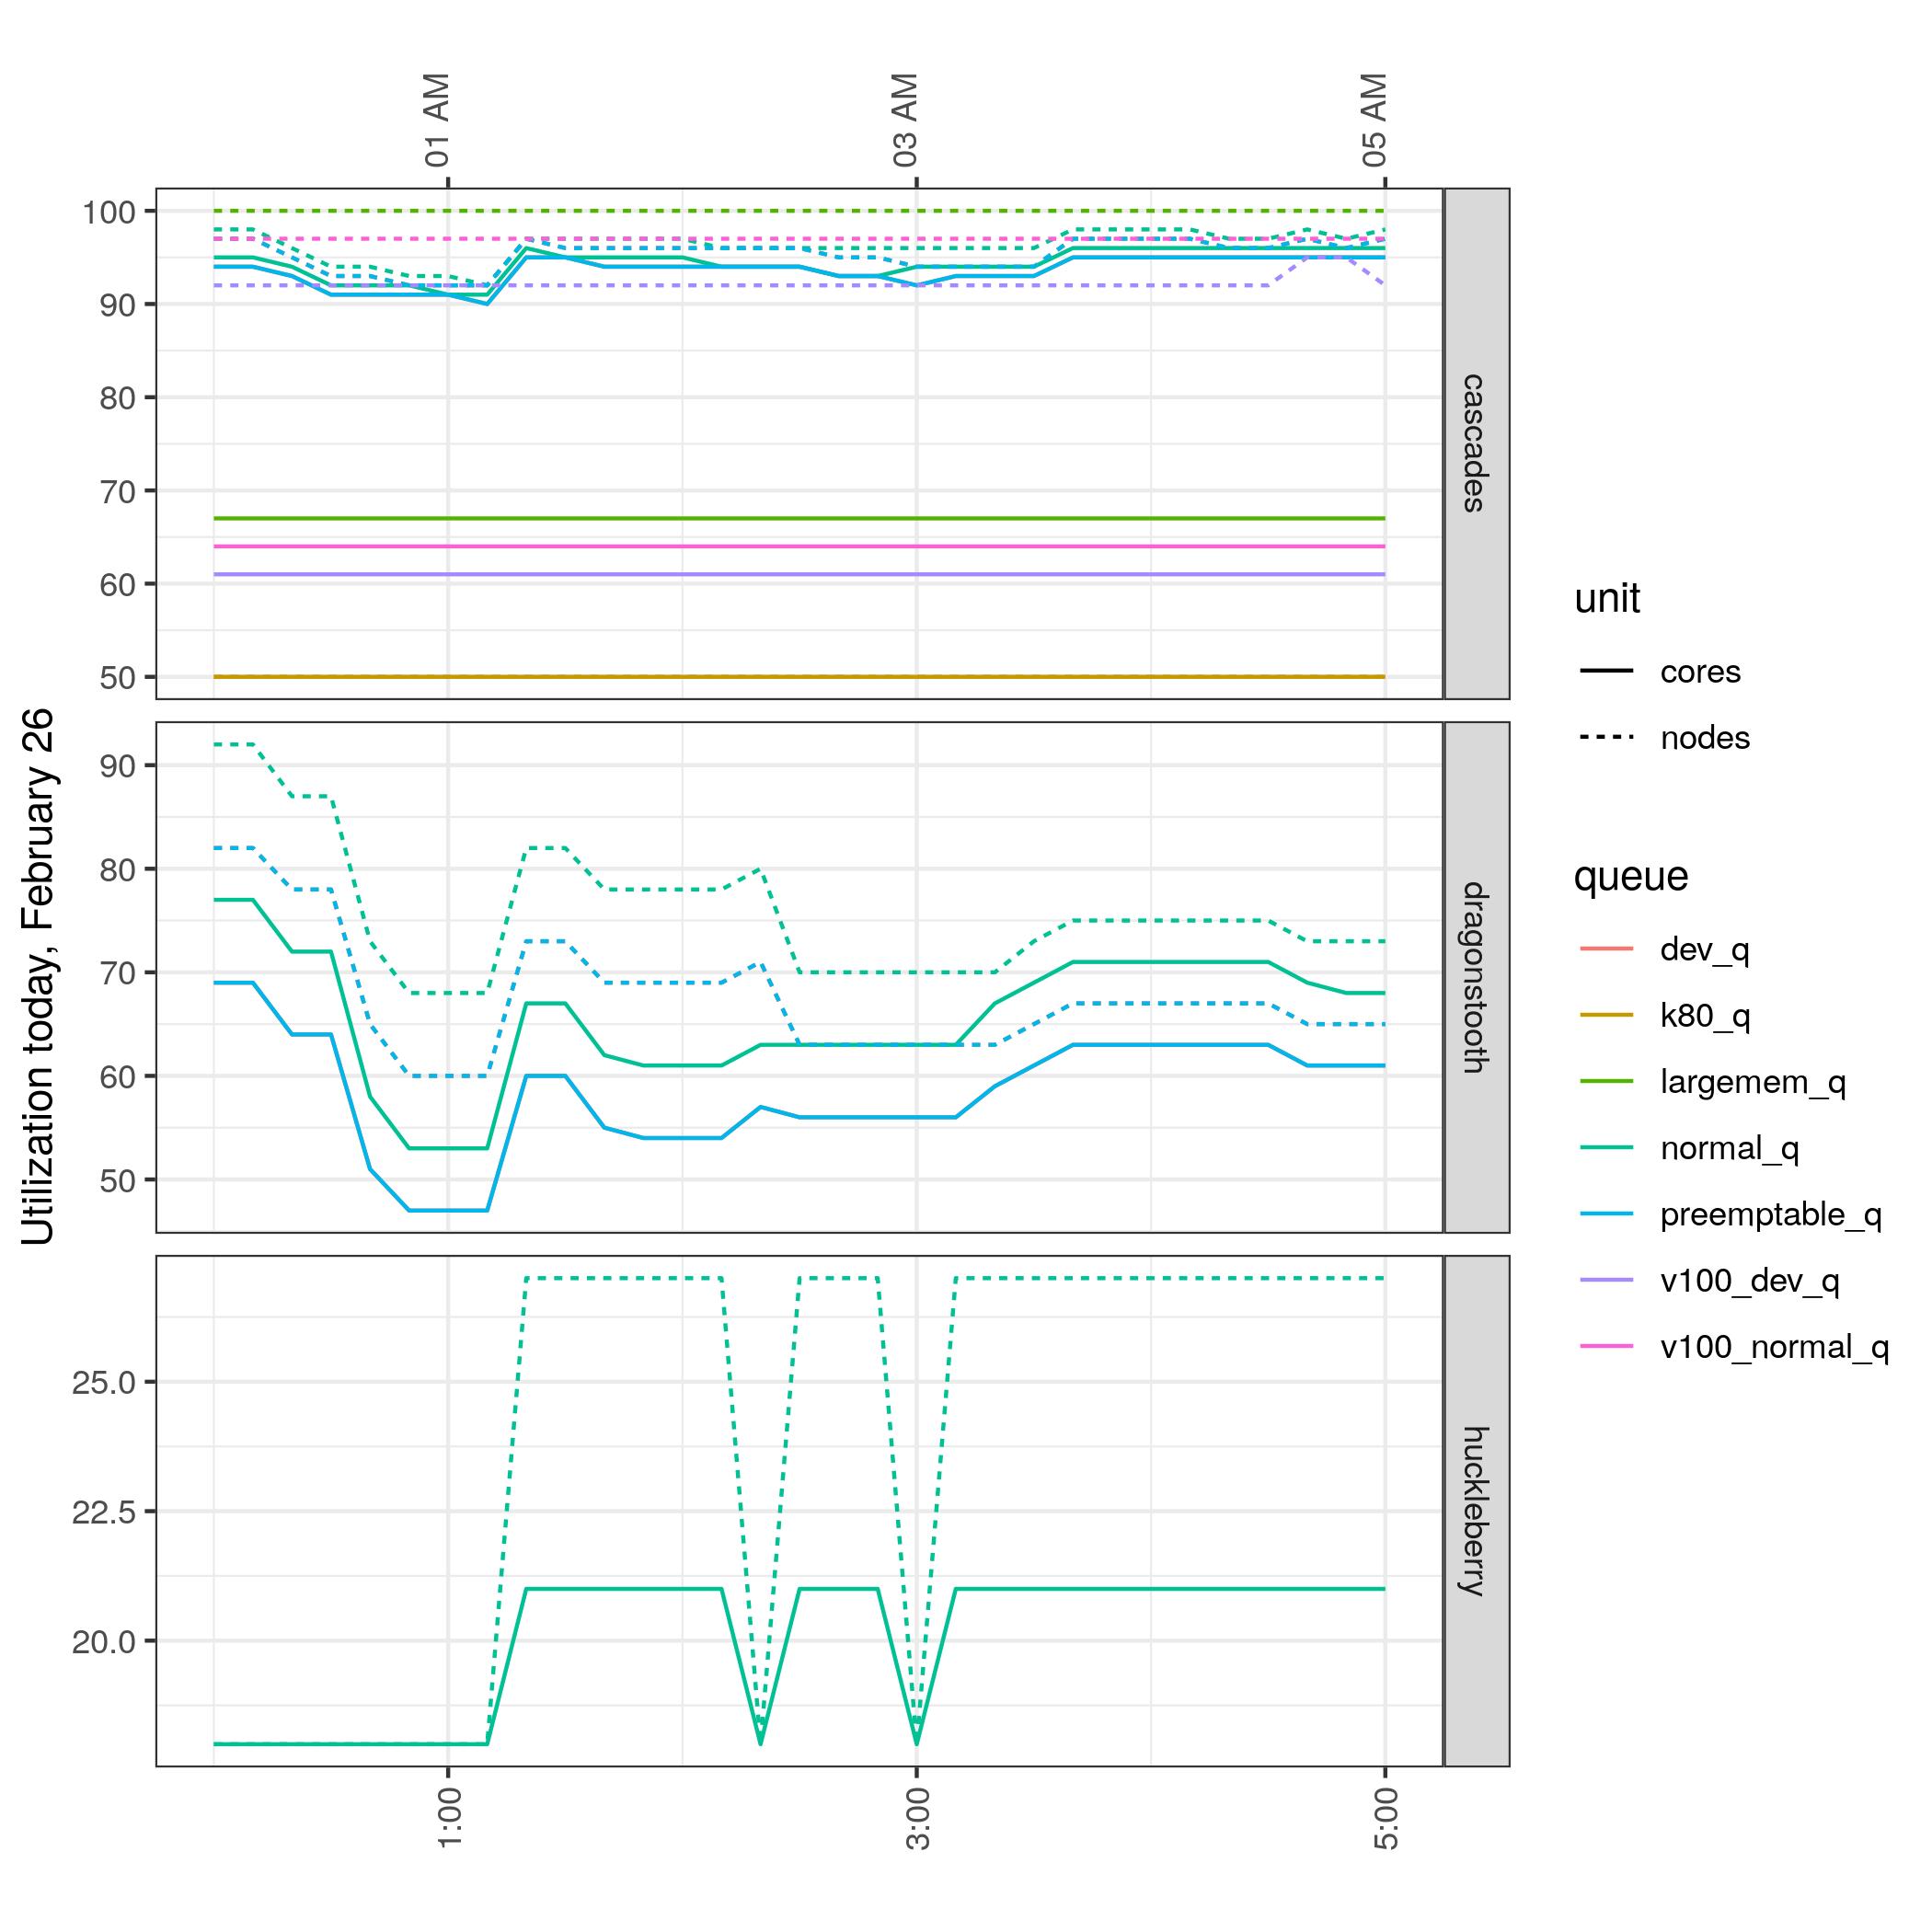 01 AM
03 AM
05 AM
Utilization today, February 26
100
90
80
70
60
50
cascades
90
80
70
60
50
dragonstooth
25.0
22.5
20.0
huckleberry
1:00
3:00
5:00
unit
cores
nodes
queue
dev_q
k80_q
largemem_q
normal_q
preemptable_q
v100_dev_q
v100_normal_q